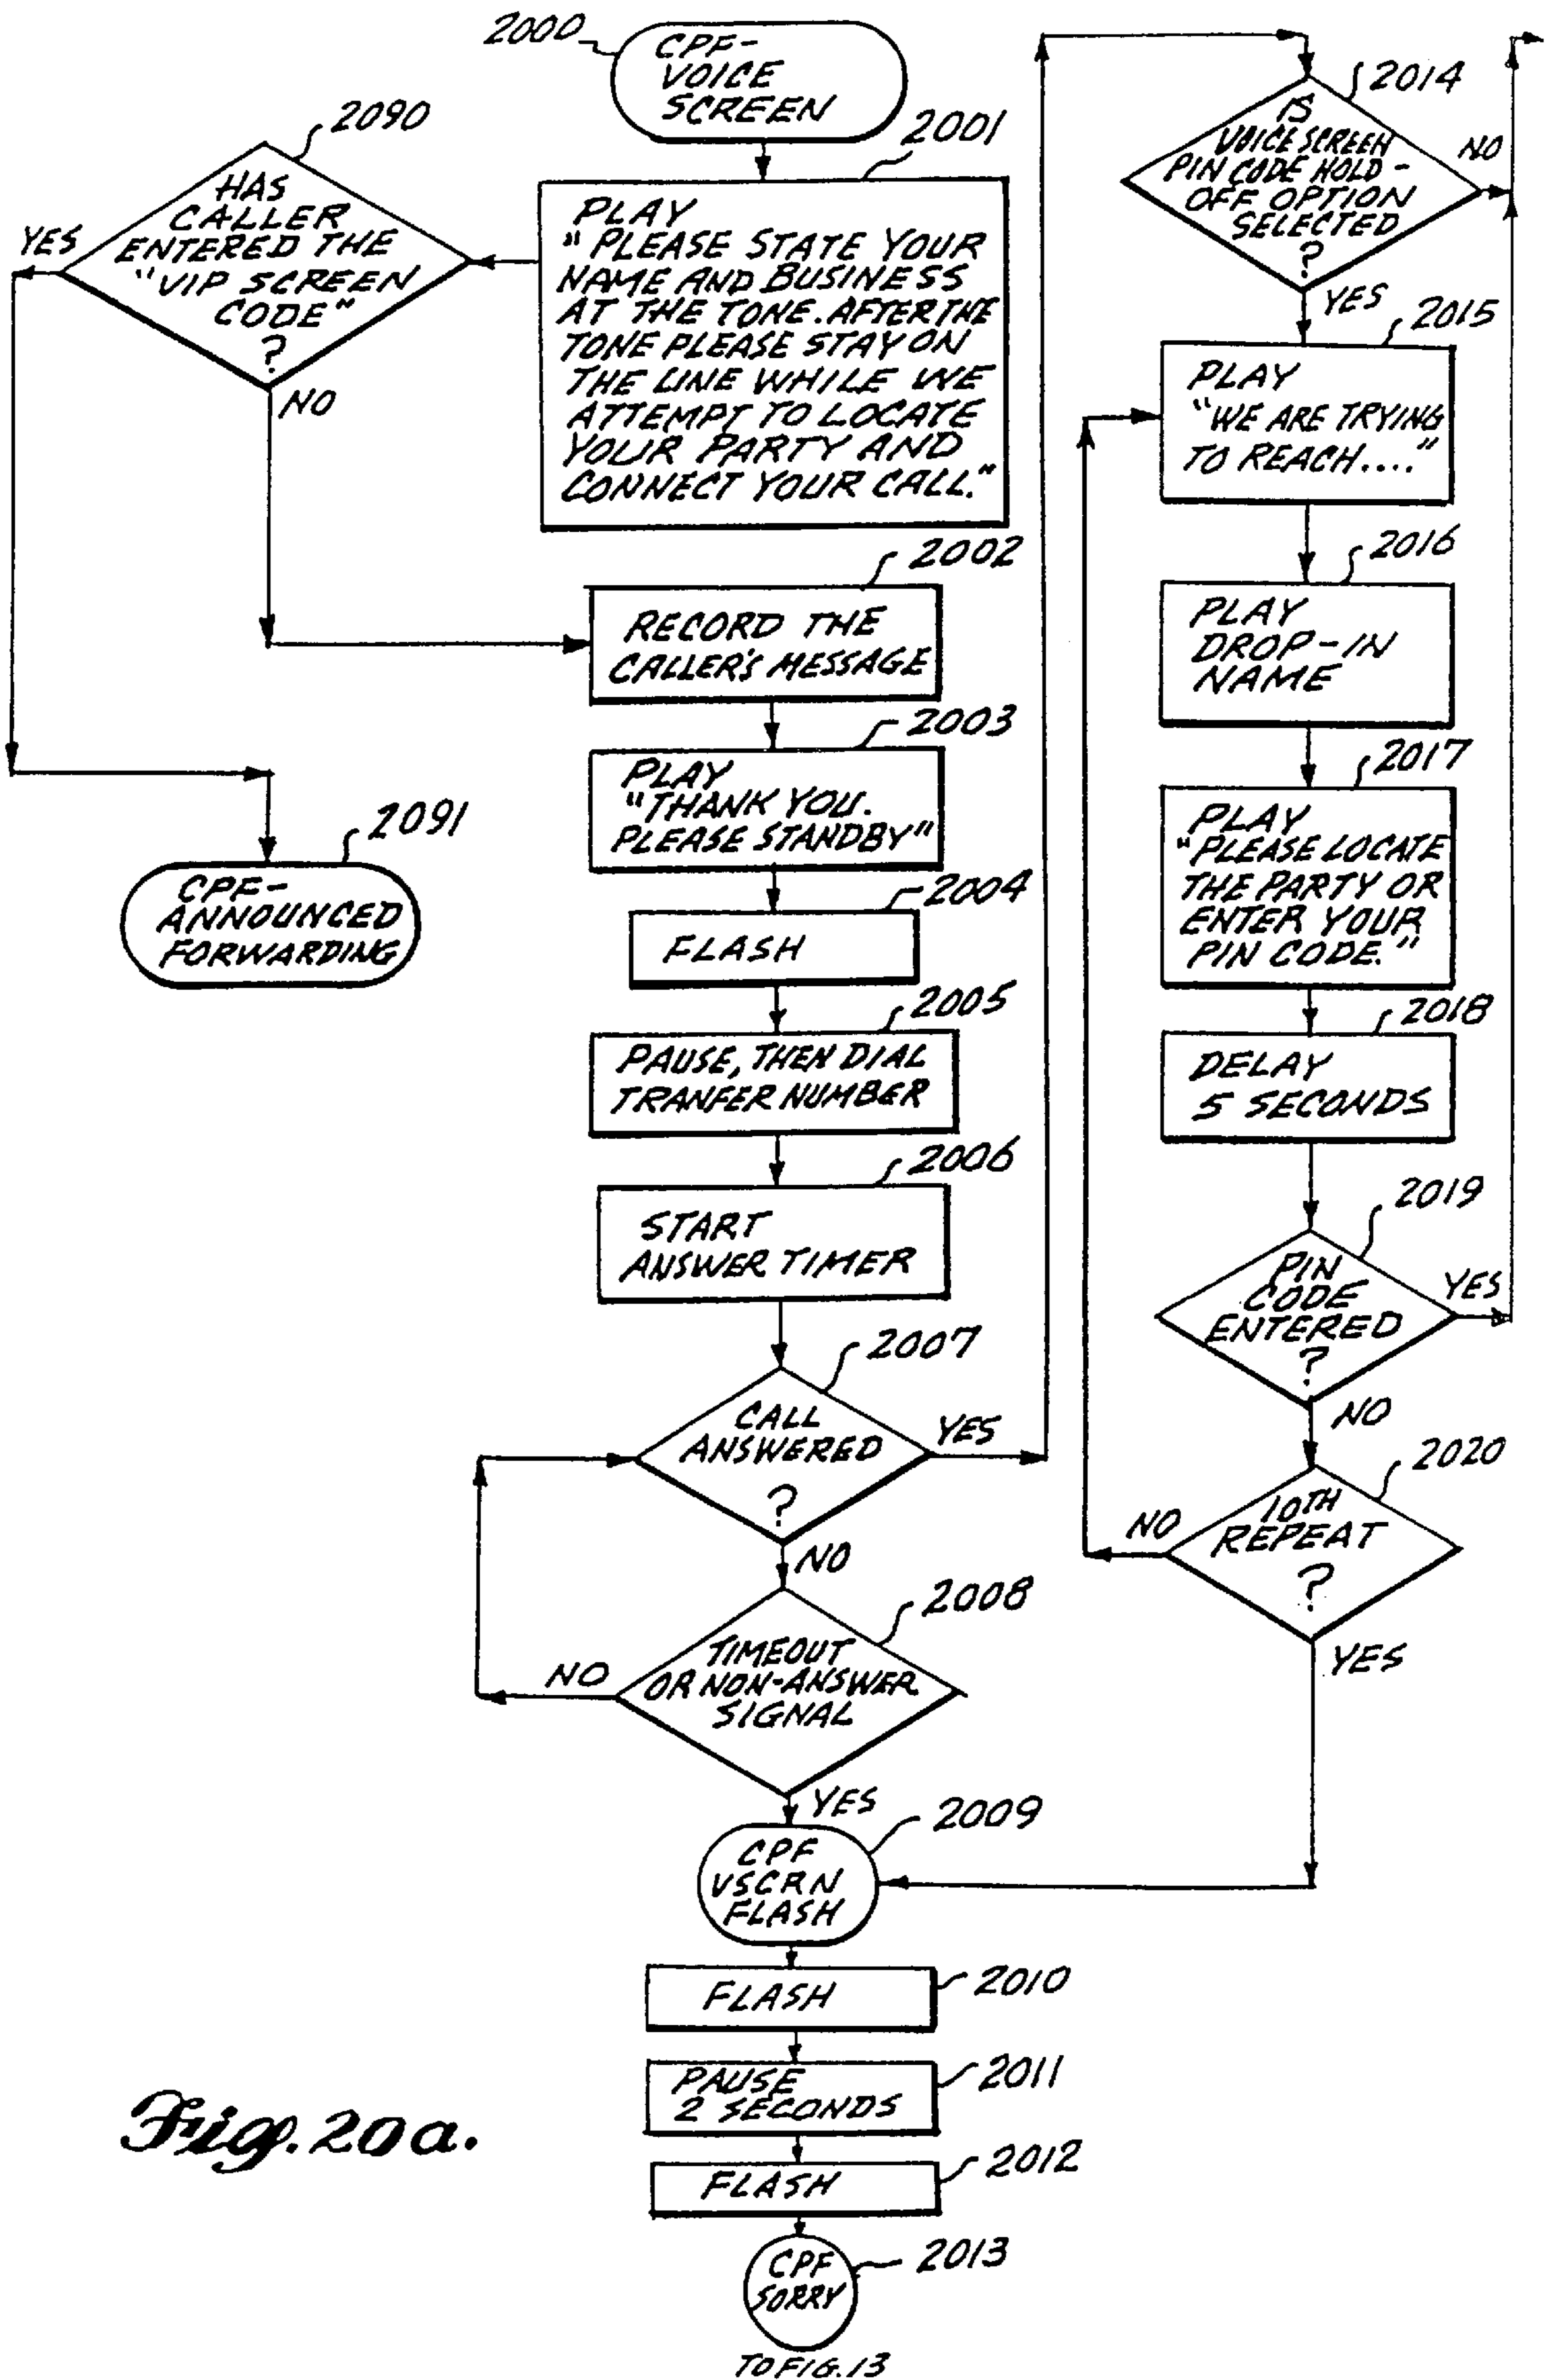 2000
CPF-
VOICE
SCREEN
2001
PLAY
"PLEASE STATE YOUR
NAME AND BUSINESS
AT THE TONE. AFTER THE
TONE PLEASE STAY ON
THE LINE WHILE WE
ATTEMPT TO LOCATE
YOUR PARTY AND
CONNECT YOUR CALL."
2090
HAS
CALLER
ENTERED THE
"VIP SCREEN
CODE"
?
YES
NO
2091
CPF-
ANNOUNCED
FORWARDING
2002
RECORD THE
CALLER'S MESSAGE
2003
PLAY
"THANK YOU.
PLEASE STANDBY"
2004
FLASH
2005
PAUSE, THEN DIAL
TRANFER NUMBER
2006
START
ANSWER TIMER
2007
CALL
ANSWERED
?
YES
NO
2008
TIMEOUT
OR NON-ANSWER
SIGNAL
NO
YES
2009
CPF
VSCRN
FLASH
2010
FLASH
2011
PAUSE
2 SECONDS
2012
FLASH
2013
CPF
SORRY
TO FIG. 13
2014
IS
VOICE SCREEN
PIN CODE HOLD-
OFF OPTION
SELECTED
?
NO
YES
2015
PLAY
"WE ARE TRYING
TO REACH...."
2016
PLAY
DROP-IN
NAME
2017
PLAY
"PLEASE LOCATE
THE PARTY OR
ENTER YOUR
PIN CODE."
2018
DELAY
5 SECONDS
2019
PIN
CODE
ENTERED
?
YES
NO
2020
10TH
REPEAT
?
NO
YES
Fig. 20a.